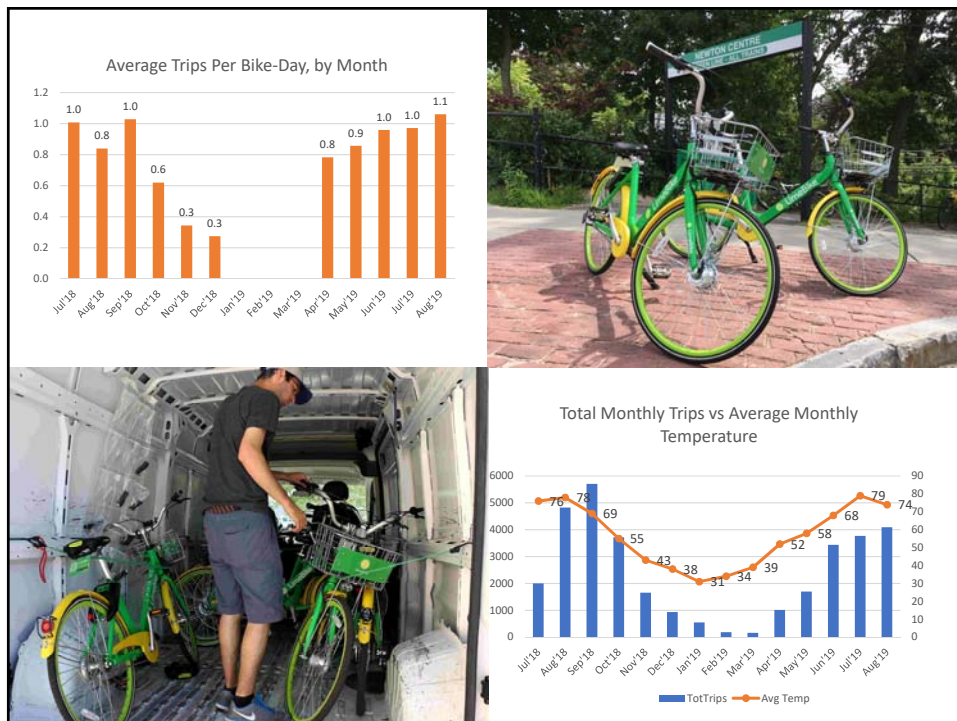 Average Trips Per Bike-Day, by Month
1.2
1.0
0.8
0.6
0.4
0.2
0.0
1.0
0.8
1.0
0.6
0.3
0.3
0.8
0.9
1.0
1.0
1.1
Jul'18
Aug'18
Sep'18
Oct'18
Nov'18
Dec'18
Jan'19
Feb'19
Mar'19
Apr'19
May'19
Jun'19
Jul'19
Aug'19
NEWTON CENTRE
GREEN LINE - ALL TRAINS
LimeBike
Total Monthly Trips vs Average Monthly
Temperature
6000
5000
4000
3000
2000
1000
0
76
78
69
55
43
38
31
34
39
52
58
68
79
74
90
80
70
60
50
40
30
20
10
0
Jul'18
Aug'18
Sep'18
Oct'18
Nov'18
Dec'18
Jan'19
Feb'19
Mar'19
Apr'19
May'19
Jun'19
Jul'19
Aug'19
TotTrips
Avg Temp